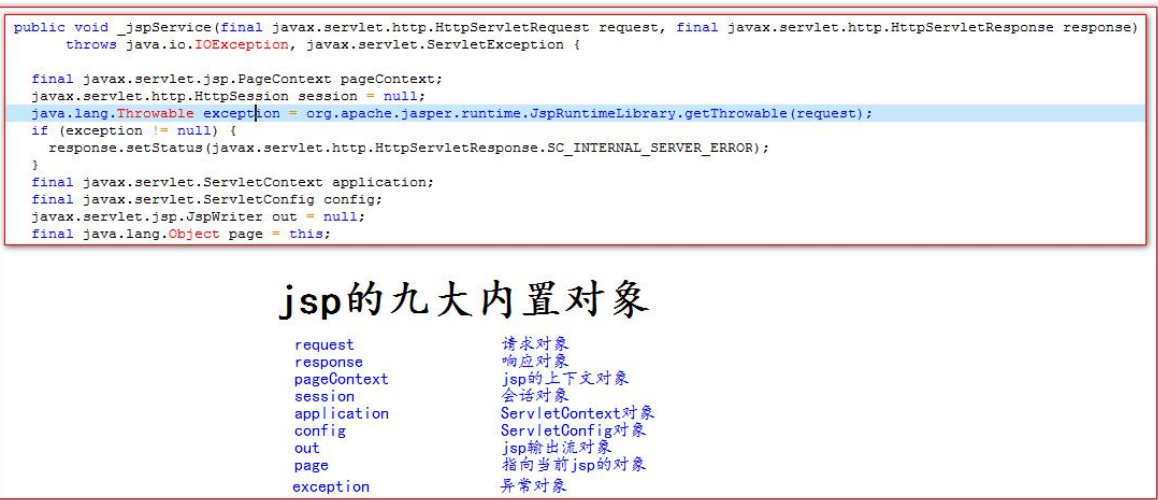 public void _jspService(final javax.servlet.http.HttpServletRequest request, final javax.servlet.http.HttpServletResponse response)
throws java.io.IOException, javax.servlet.ServletException {
final javax.servlet.jsp.PageContext pageContext;
javax.servlet.http.HttpSession session = null;
java.lang.Throwable exception = org.apache.jasper.runtime.JspRuntimeLibrary.getThrowable(request);
if (exception != null) {
response.setStatus(javax.servlet.http.HttpServletResponse.SC_INTERNAL_SERVER_ERROR);
}
final javax.servlet.ServletContext application;
final javax.servlet.ServletConfig config;
javax.servlet.jsp.JspWriter out = null;
final java.lang.Object page = this;
jsp的九大内置对象
request 请求对象
response 响应对象
pageContext jsp的上下文对象
session 会话对象
application ServletContext对象
config ServletConfig对象
out jsp输出流对象
page 指向当前jsp的对象
exception 异常对象